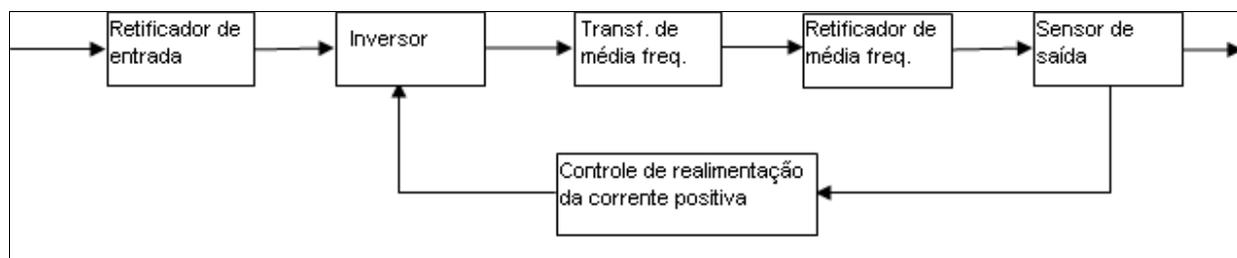 Retificador de
entrada
Inversor
Transf. de
média freq.
Retificador de
média freq.
Sensor de
saída
Controle de realimentação
da corrente positiva